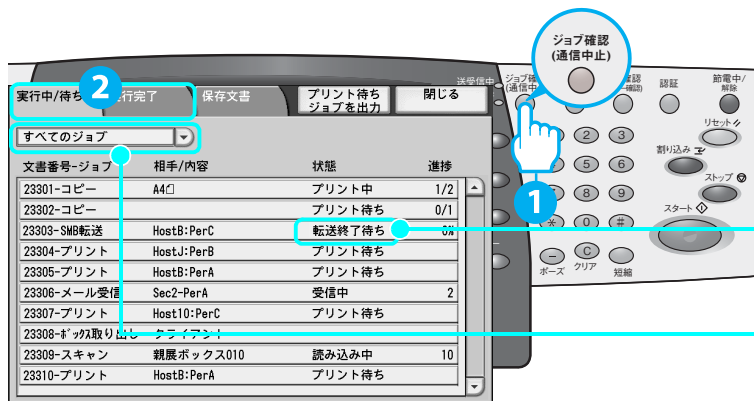 ジョブ確認
(通信中止)
送受信中
ジョブ確
(通信中
認証
節電中/
解除
実行中/待ち
2
行完了
保存文書
プリント待ち
ジョブを出力
閉じる
リセット
すべてのジョブ
2 3
割り込み
文書番号-ジョブ 相手/内容 状態 進捗
5 6
ストップ
23301-コピー A4 プリント中 1/2
1
8 9
23302-コピー プリント待ち 0/1
スタート
23303-SMB転送 HostB:PerC 転送終了待ち 0%
0 #
23304-プリント HostJ:PerB プリント待ち
23305-プリント HostB:PerA プリント待ち
C
ポーズ クリア 短縮
23306-メール受信 Sec2-PerA 受信中 2
23307-プリント Host10:PerC プリント待ち
23308-ボックス取り出し クライアント
23309-スキャン 親展ボックス010 読み込み中 10
23310-プリント HostB:PerA プリント待ち